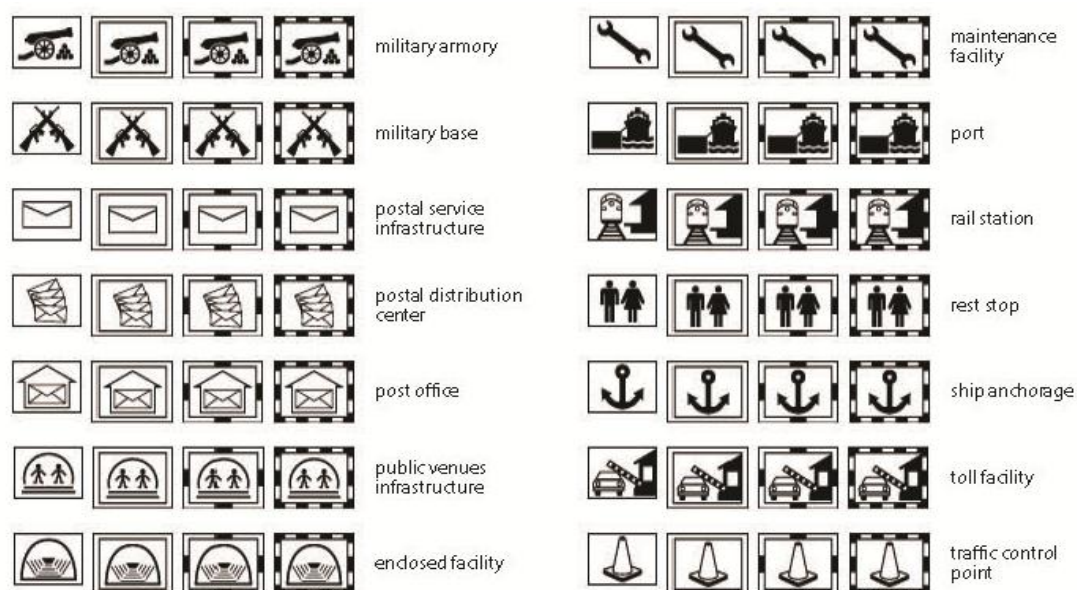 military armory
military base
postal service
infrastructure
postal distribution
center
post office
public venues
infrastructure
enclosed facility
maintenance
facility
port
rail station
rest stop
ship anchorage
toll facility
traffic control
point